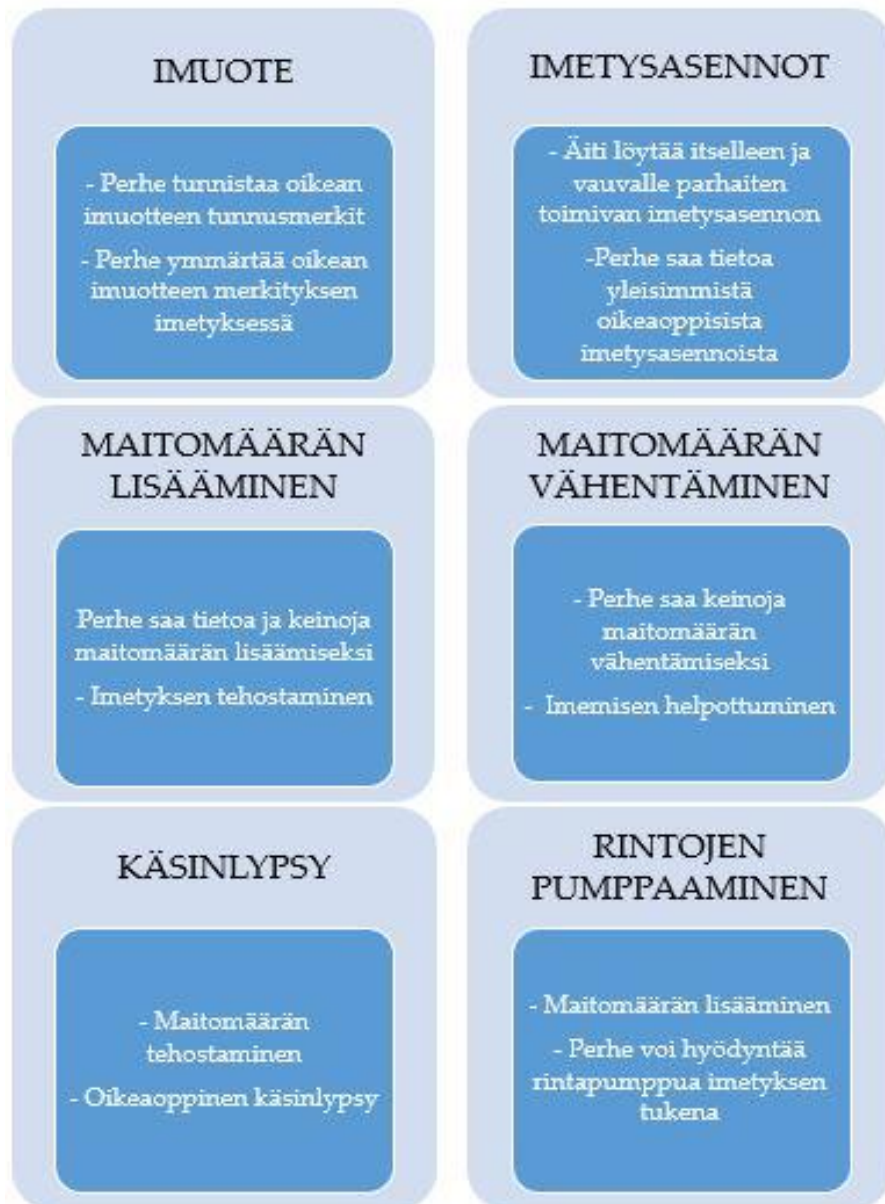 IMUOTE
- Perhe tunnistaa oikean
imuotteen tunnusmerkit
- Perhe ymmärtää oikean
imuotteen merkityksen
imetyksessä
IMETYSASENNOT
- Äiti löytää itselleen ja
vauvalle parhaiten
toimivan imetysasennon
-Perhe saa tietoa
yleisimmistä
oikeaoppisista
imetysasennoista
MAITOMÄÄRÄN
LISÄÄMINEN
Perhe saa tietoa ja keinoja
maitomäärän lisäämiseksi
- Imetyksen tehostaminen
MAITOMÄÄRÄN
VÄHENTÄMINEN
- Perhe saa keinoja
maitomäärän
vähentämiseksi
- Imemisen helpottuminen
KÄSINLYPSY
- Maitomäärän
tehostaminen
- Oikeaoppinen käsinlypsy
RINTOJEN
PUMPPAAMINEN
- Maitomäärän lisääminen
- Perhe voi hyödyntää
rintapumppua imetyksen
tukena